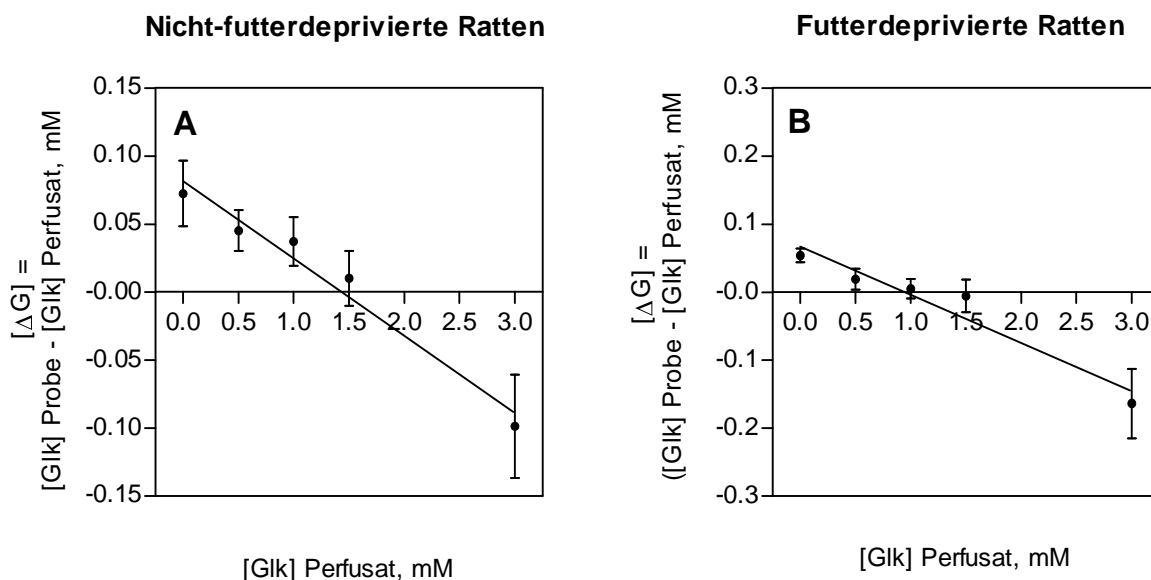 Nicht-futterdeprivierte Ratten
[ΔG] =
[Glk] Probe - [Glk] Perfusat, mM
0.15
0.10
0.05
-0.00
-0.05
-0.10
-0.15
A
0.0 0.5 1.0 1.5 2.0 2.5 3.0
[Glk] Perfusat, mM
Futterdeprivierte Ratten
[ΔG] =
([Glk] Probe - [Glk] Perfusat, mM
0.3
0.2
0.1
-0.0
-0.1
-0.2
-0.3
B
0.0 0.5 1.0 1.5 2.0 2.5 3.0
[Glk] Perfusat, mM